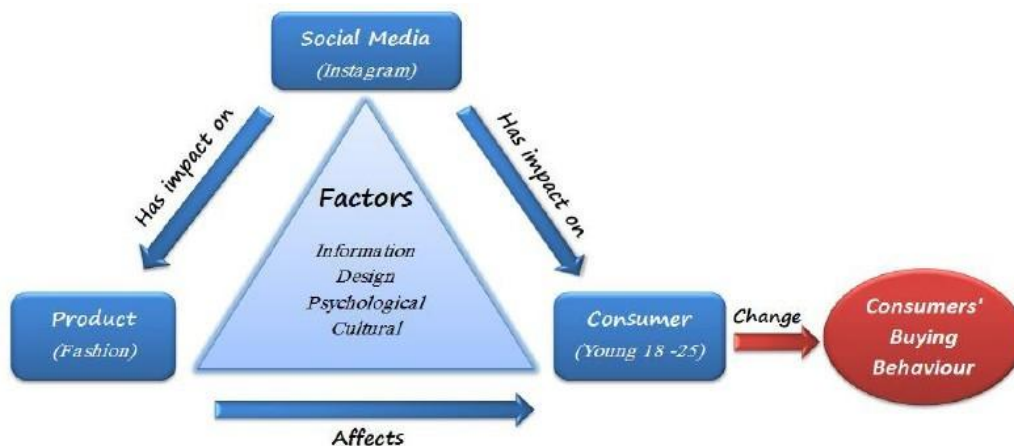 Social Media
(Instagram)
Has impact on
Has impact on
Factors
Information
Design
Psychological
Cultural
Product
(Fashion)
Consumer
(Young 18 -25)
Change
Consumers'
Buying
Behaviour
Affects